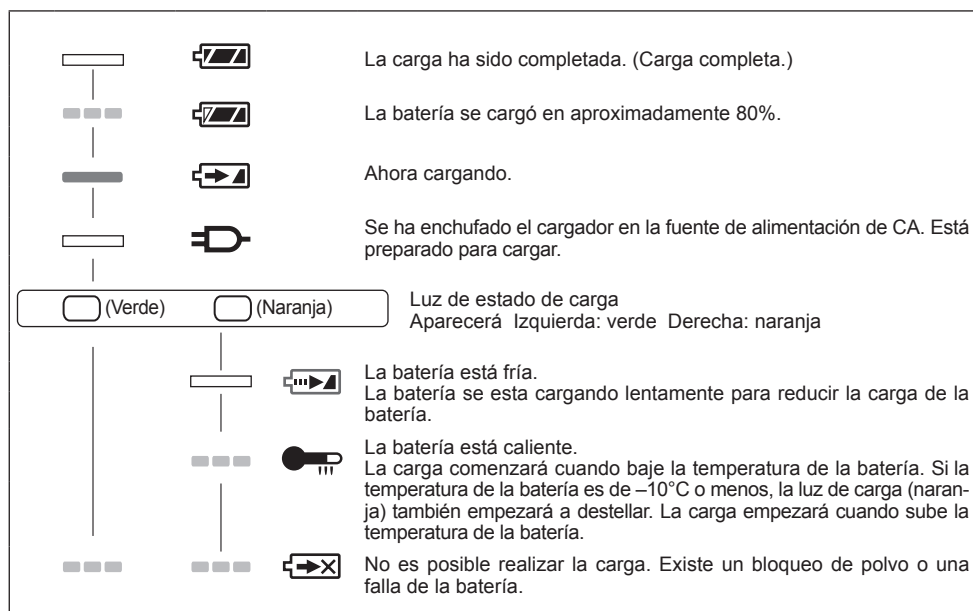 La carga ha sido completada. (Carga completa.)
La batería se cargó en aproximadamente 80%.
Ahora cargando.
Se ha enchufado el cargador en la fuente de alimentación de CA. Está
preparado para cargar.
(Verde) (Naranja)
Luz de estado de carga
Aparecerá Izquierda: verde Derecha: naranja
La batería está fría.
La batería se esta cargando lentamente para reducir la carga de la
batería.
La batería está caliente.
La carga comenzará cuando baje la temperatura de la batería. Si la
temperatura de la batería es de –10°C o menos, la luz de carga (naran-
ja) también empezará a destellar. La carga empezará cuando sube la
temperatura de la batería.
No es posible realizar la carga. Existe un bloqueo de polvo o una
falla de la batería.